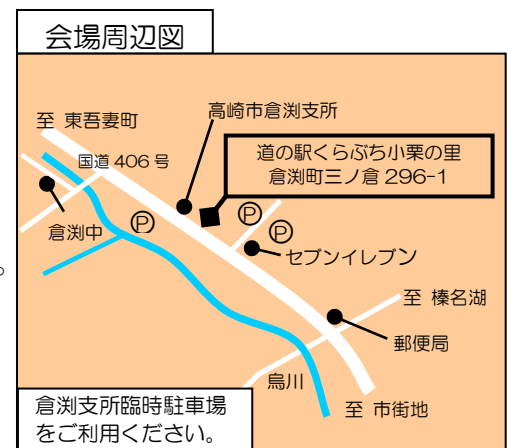 会場周辺図
高崎市倉渕支所
至 東吾妻町
国道 406 号
道の駅くらぶち小栗の里
倉渕町三ノ倉 296-1
倉渕中
P
P
P
セブンイレブン
。
至 榛名湖
郵便局
烏川
至 市街地
倉渕支所臨時駐車場
をご利用ください。